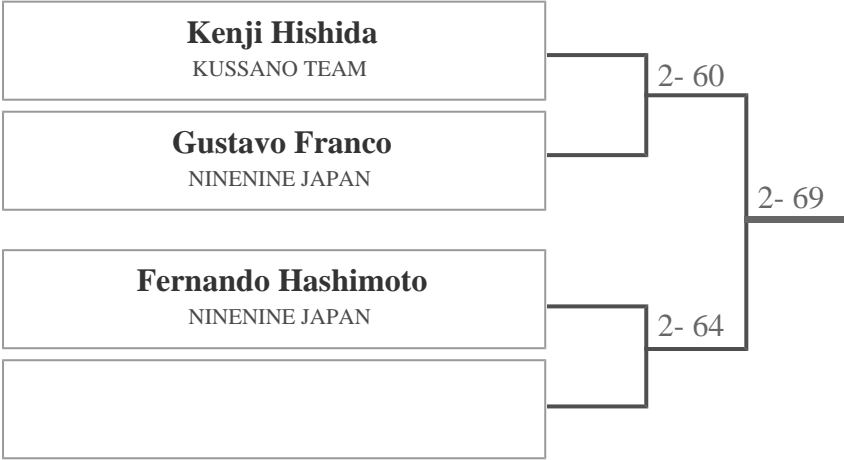 Kenji Hishida
KUSSANO TEAM
2- 60
Gustavo Franco
NINENINE JAPAN
2- 69
Fernando Hashimoto
NINENINE JAPAN
2- 64